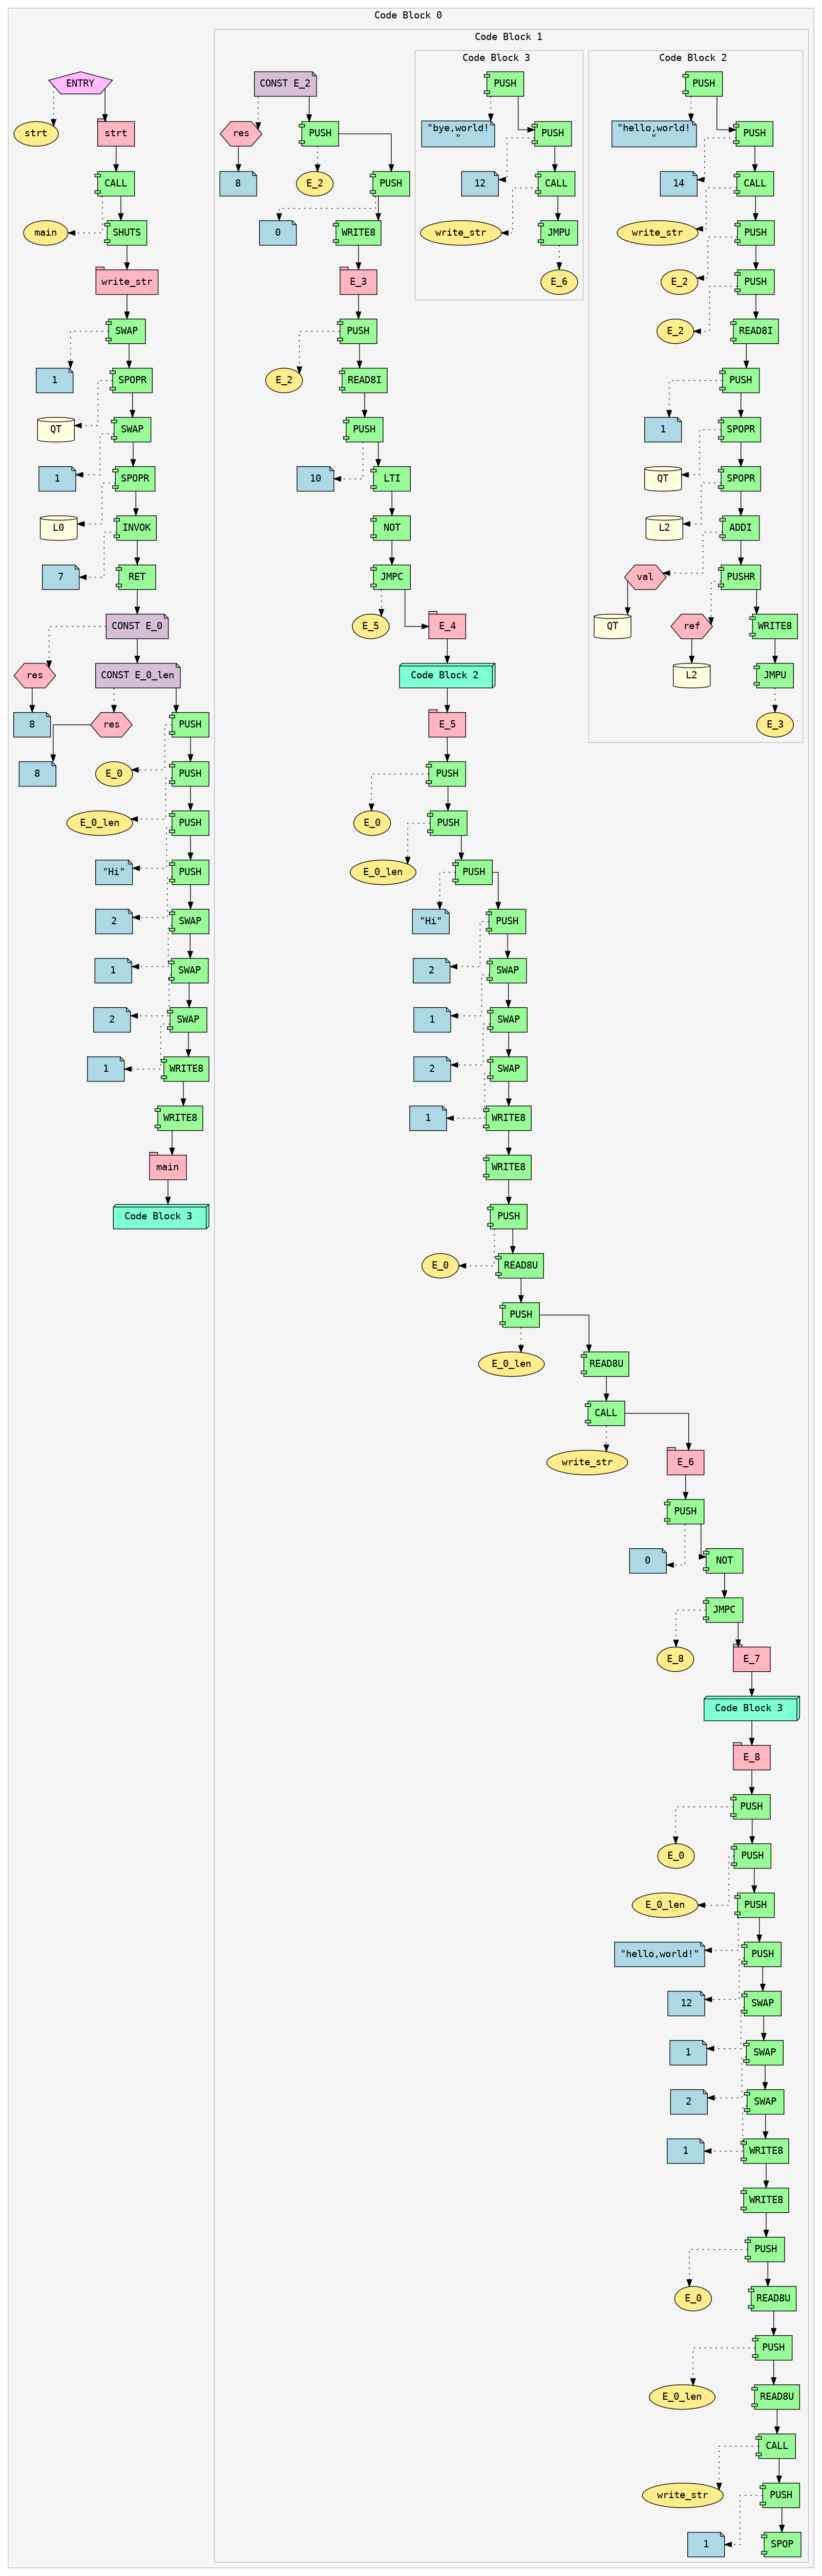 Code Block 0
ENTRY
strt
strt
CALL
main
SHUTS
write_str
SWAP
1
SPOPR
QT
SWAP
1
SPOPR
L0
INVOK
7
RET
CONST E_0
res
CONST E_0_len
8
res
PUSH
8
E_0
PUSH
E_0_len
PUSH
"Hi"
PUSH
2
SWAP
1
SWAP
2
SWAP
1
WRITE8
WRITE8
main
Code Block 3
Code Block 1
CONST E_2
res
PUSH
8
E_2
PUSH
0
WRITE8
E_3
PUSH
E_2
READ8I
PUSH
10
LTI
NOT
JMPC
E_5
E_4
Code Block 2
E_5
PUSH
E_0
PUSH
E_0_len
PUSH
"Hi"
PUSH
2
SWAP
1
SWAP
2
SWAP
1
WRITE8
WRITE8
PUSH
E_0
READ8U
PUSH
E_0_len
READ8U
CALL
write_str
E_6
PUSH
0
NOT
JMPC
E_8
E_7
Code Block 3
E_8
PUSH
E_0
PUSH
E_0_len
PUSH
"hello,world!"
PUSH
12
SWAP
1
SWAP
2
SWAP
1
WRITE8
WRITE8
PUSH
E_0
READ8U
PUSH
E_0_len
READ8U
CALL
write_str
PUSH
1
SPOP
Code Block 3
PUSH
"bye,world!
"
PUSH
12
CALL
write_str
JMPU
E_6
Code Block 2
PUSH
"hello,world!
"
PUSH
14
CALL
write_str
PUSH
E_2
PUSH
E_2
READ8I
PUSH
1
SPOPR
QT
SPOPR
L2
ADDI
val
PUSHR
QT
ref
WRITE8
L2
JMPU
E_3